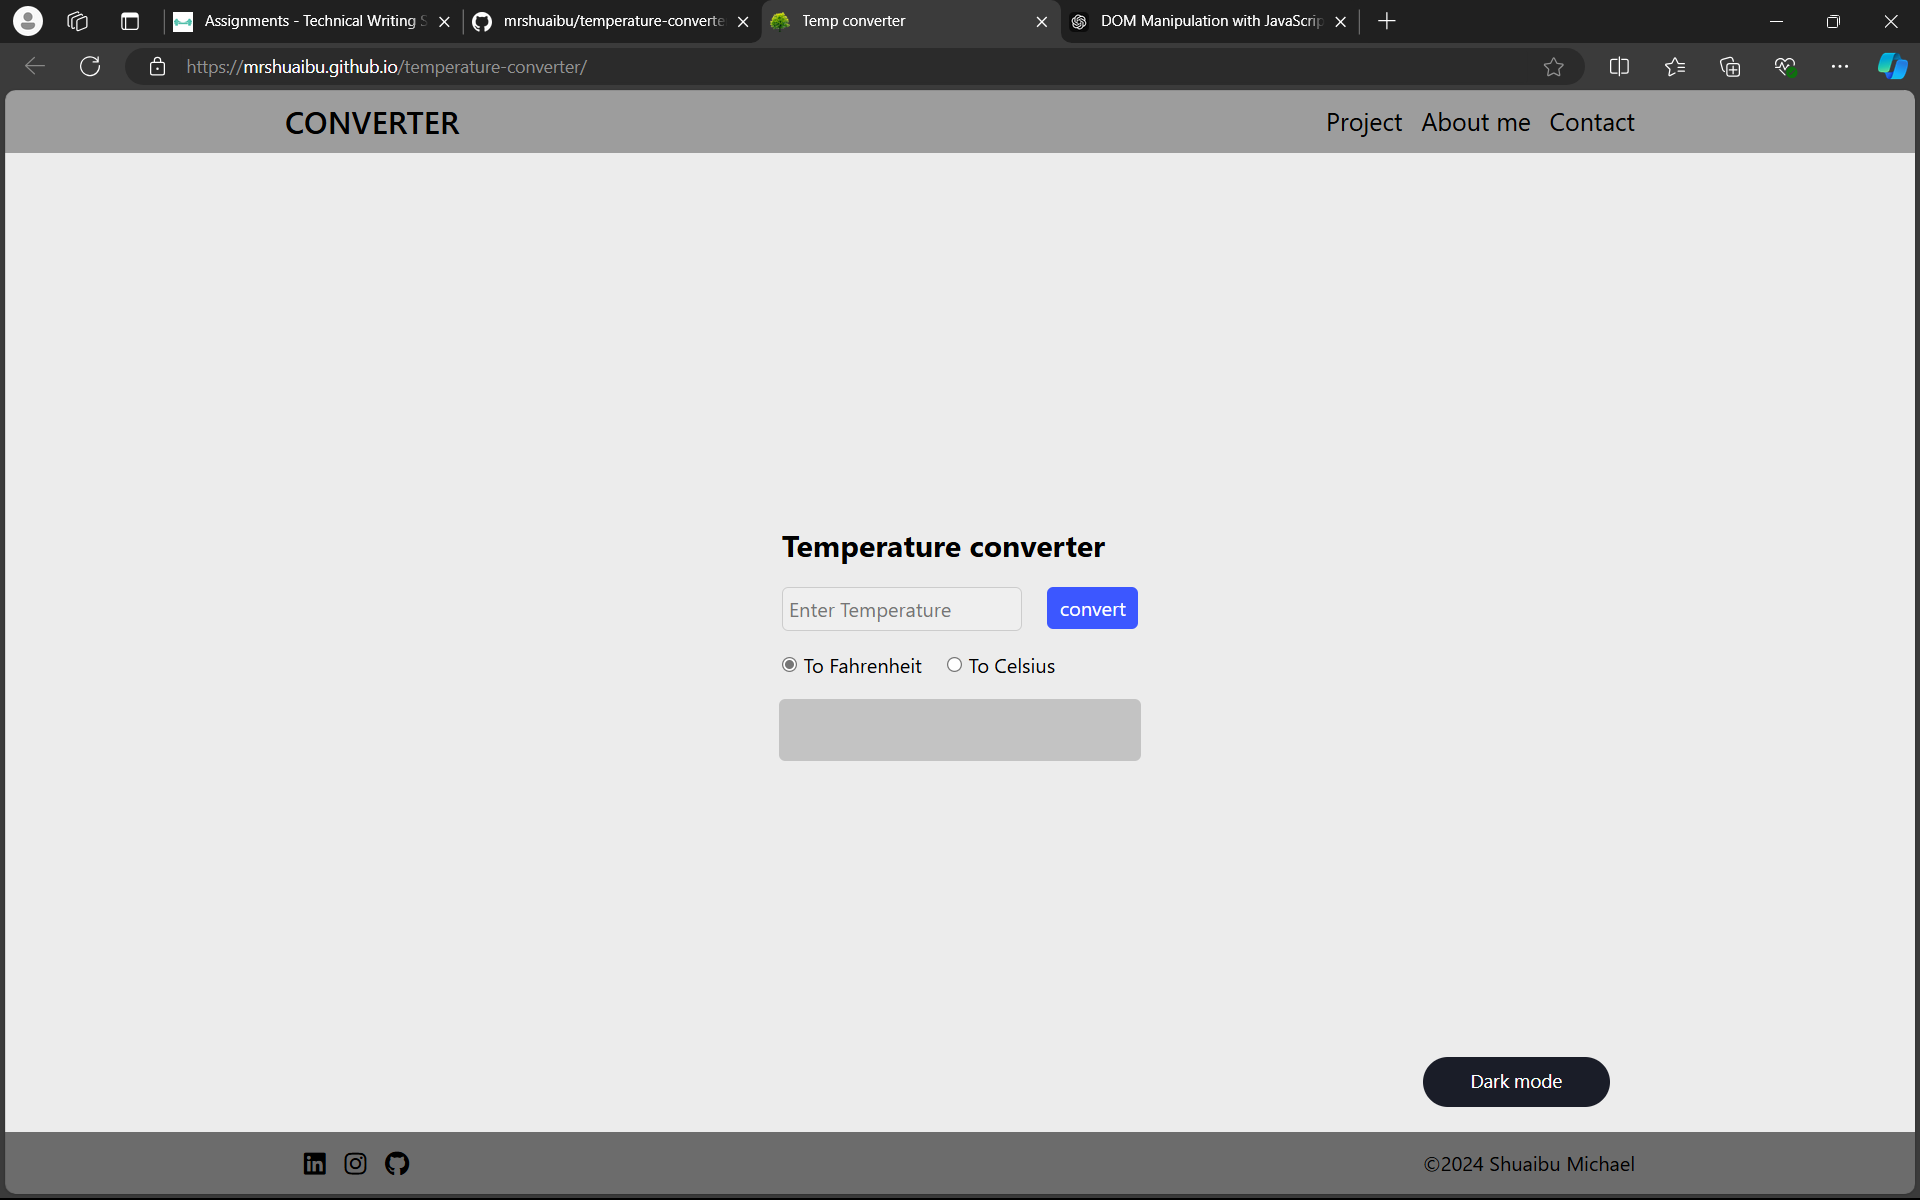 Assignments - Technical Writing S
mrshuaibu/temperature-converte
Temp converter
DOM Manipulation with JavaScrip
https://mrshuaibu.github.io/temperature-converter/
CONVERTER
Project About me Contact
Temperature converter
Enter Temperature convert
To Fahrenheit To Celsius
Dark mode
©2024 Shuaibu Michael